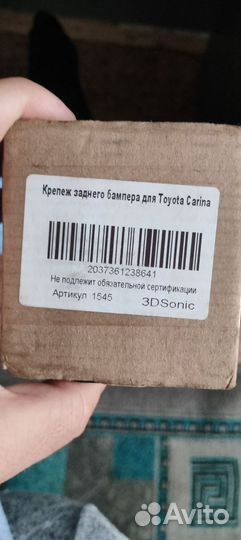 Крепеж заднего бампера для Toyota Carina
2037361238641
Не подлежит обязательной сертификации
Артикул 1545
3DSonic
Avito